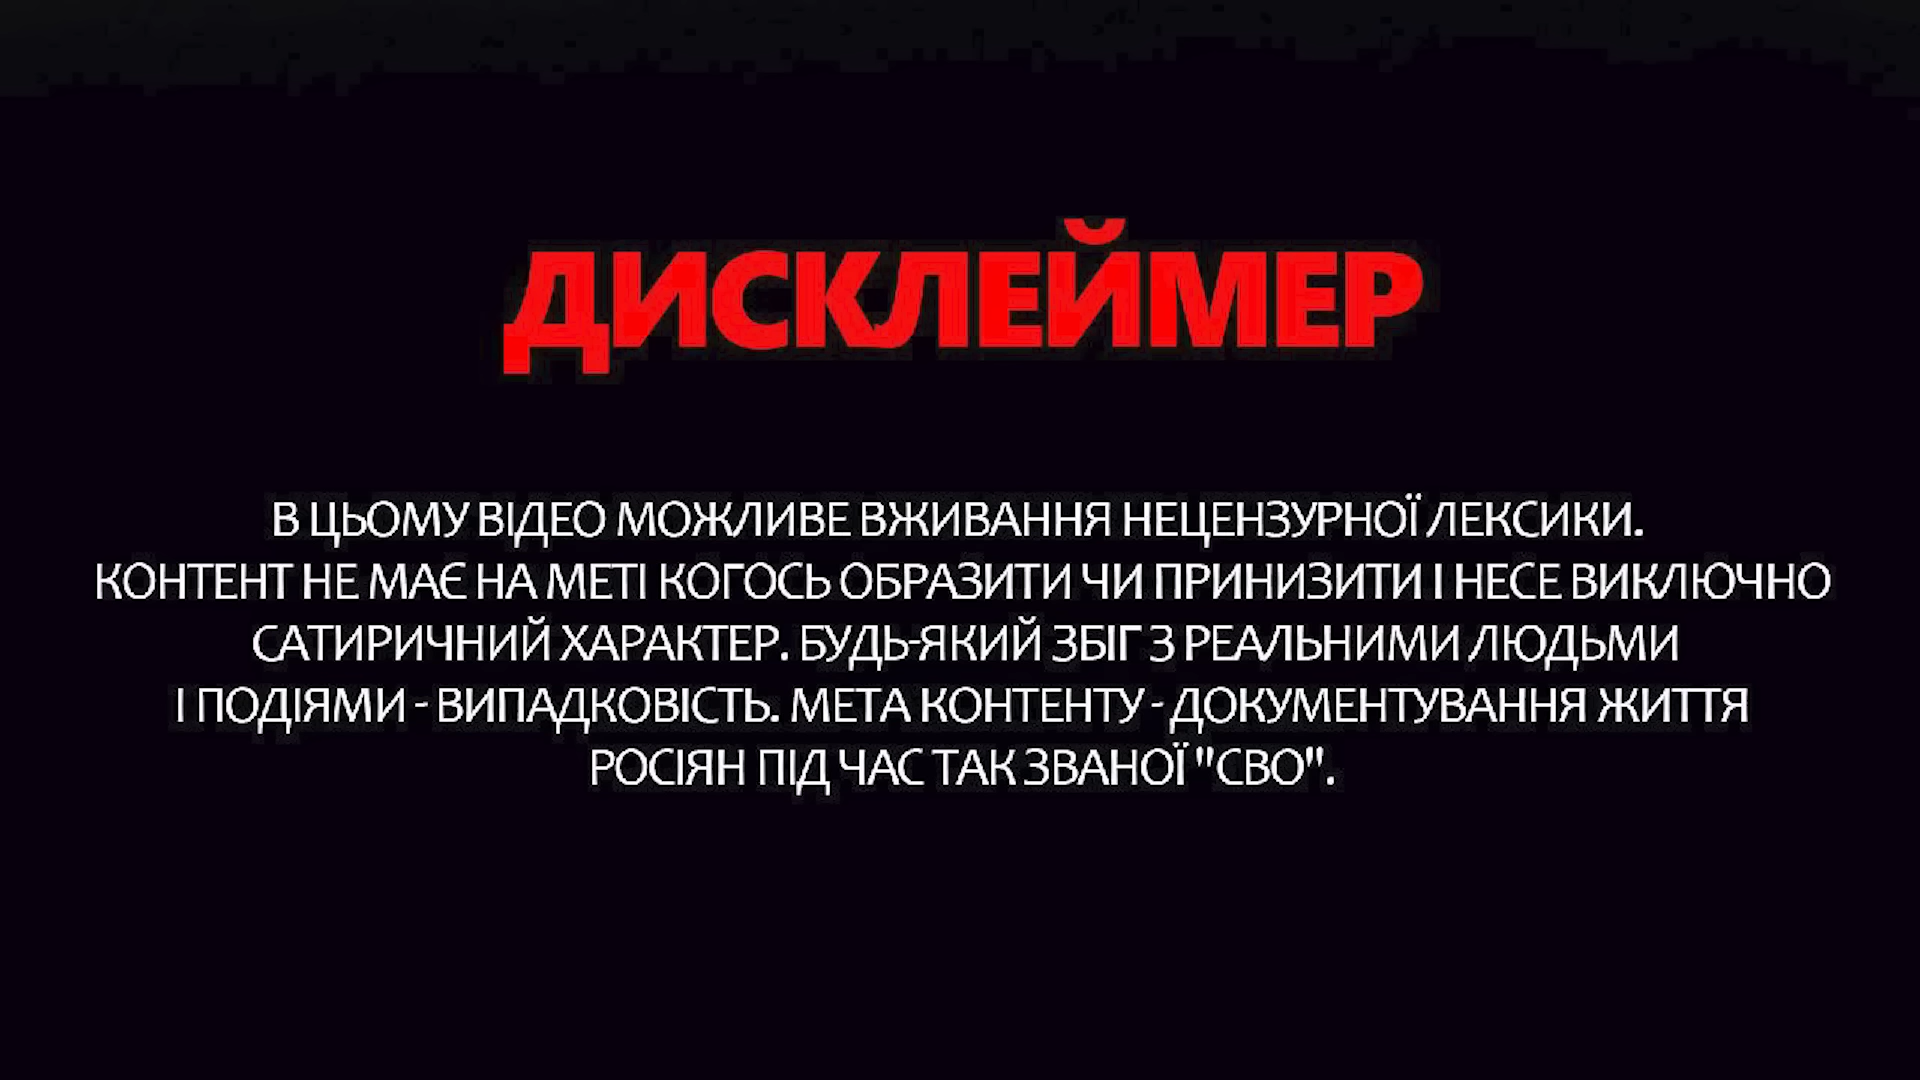 ДИСКЛЕЙМЕР
В ЦЬОМУ ВІДЕО МОЖЛИВЕ ВЖИВАННЯ НЕЦЕНЗУРНОЇ ЛЕКСИКИ.
КОНТЕНТ НЕ МАЄ НА МЕТІ КОГОСЬ ОБРАЗИТИ ЧИ ПРИНИЗИТИ І НЕСЕ ВИКЛЮЧНО
САТИРИЧНИЙ ХАРАКТЕР. БУДЬ-ЯКИЙ ЗБІГ З РЕАЛЬНИМИ ЛЮДЬМИ
І ПОДІЯМИ - ВИПАДКОВІСТЬ. МЕТА КОНТЕНТУ - ДОКУМЕНТУВАННЯ ЖИТТЯ
РОСІЯН ПІД ЧАС ТАК ЗВАНОЇ "СВО".